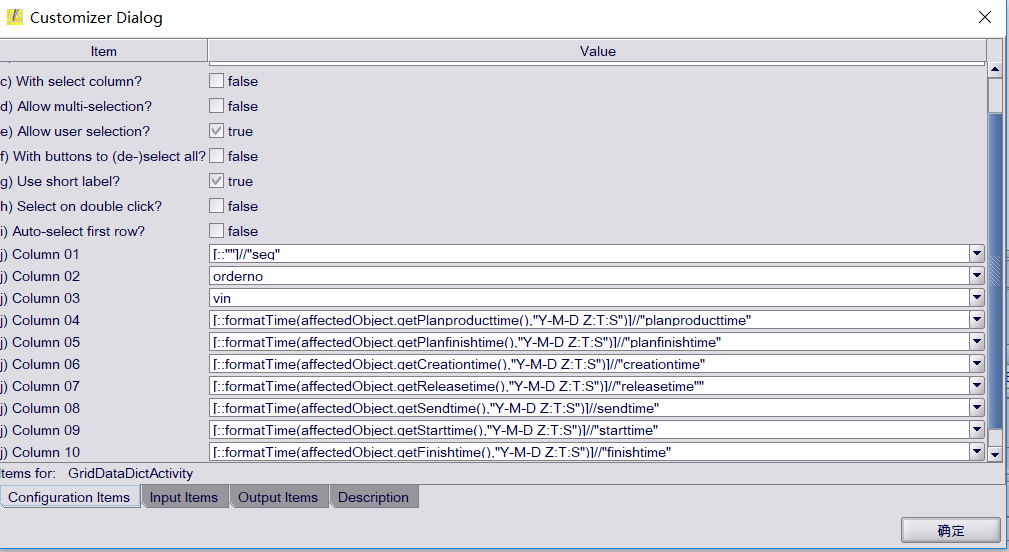 Customizer Dialog
Item Value
c) With select column? false
d) Allow multi-selection? false
e) Allow user selection? true
f) With buttons to (de-)select all? false
g) Use short label? true
h) Select on double click? false
i) Auto-select first row? false
j) Column 01 [::""]//"seq"
j) Column 02 orderno
j) Column 03 vin
j) Column 04 [::formatTime(affectedObject.getPlanproducttime(),"Y-M-D Z:T:S")]//"planproducttime"
j) Column 05 [::formatTime(affectedObject.getPlanfinishtime(),"Y-M-D Z:T:S")]//"planfinishtime"
j) Column 06 [::formatTime(affectedObject.getCreationtime(),"Y-M-D Z:T:S")]//"creationtime"
j) Column 07 [::formatTime(affectedObject.getReleasetime(),"Y-M-D Z:T:S")]//"releasetime""
j) Column 08 [::formatTime(affectedObject.getSendtime(),"Y-M-D Z:T:S")]//sendtime"
j) Column 09 [::formatTime(affectedObject.getStarttime(),"Y-M-D Z:T:S")]//"starttime"
j) Column 10 [::formatTime(affectedObject.getFinishtime(),"Y-M-D Z:T:S")]//"finishtime"
Items for: GridDataDictActivity
Configuration Items Input Items Output Items Description
确定